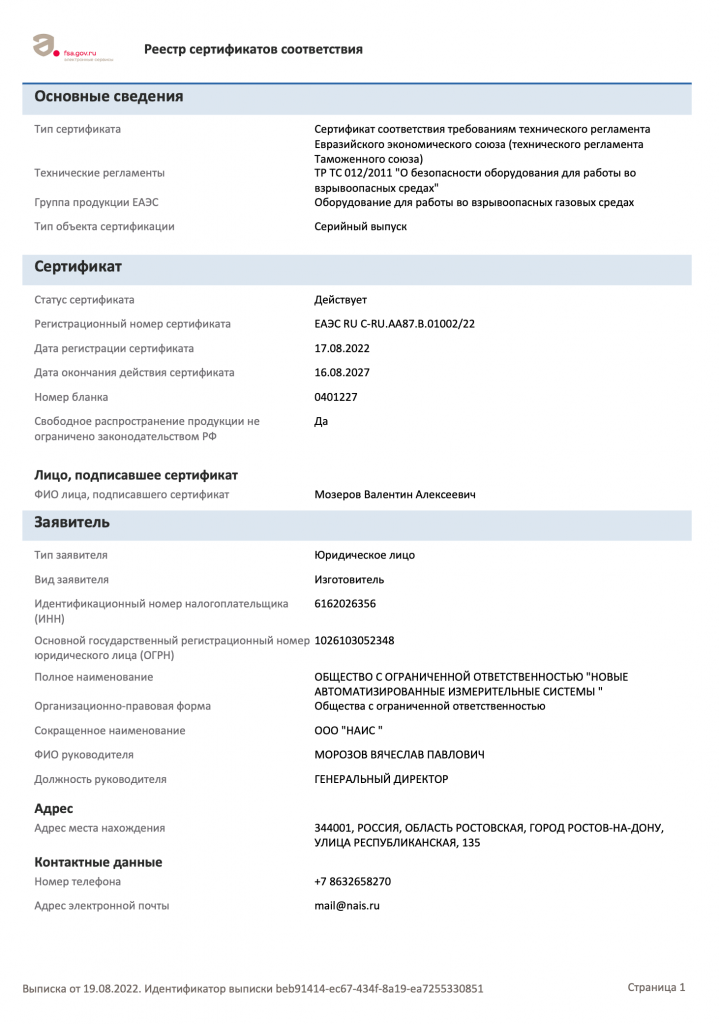 fsa.gov.ru
электронные сервисы
Реестр сертификатов соответствия
Основные сведения
Тип сертификата
Сертификат соответствия требованиям технического регламента
Евразийского экономического союза (технического регламента
Таможенного союза)
Технические регламенты
ТР ТС 012/2011 "О безопасности оборудования для работы во
взрывоопасных средах"
Группа продукции ЕАЭС
Оборудование для работы во взрывоопасных газовых средах
Тип объекта сертификации
Серийный выпуск
Сертификат
Статус сертификата
Действует
Регистрационный номер сертификата
ЕАЭС RU С-RU.АА87.В.01002/22
Дата регистрации сертификата
17.08.2022
Дата окончания действия сертификата
16.08.2027
Номер бланка
0401227
Свободное распространение продукции не
ограничено законодательством РФ
Да
Лицо, подписавшее сертификат
ФИО лица, подписавшего сертификат
Мозеров Валентин Алексеевич
Заявитель
Тип заявителя
Юридическое лицо
Вид заявителя
Изготовитель
Идентификационный номер налогоплательщика
(ИНН)
6162026356
Основной государственный регистрационный номер
юридического лица (ОГРН)
1026103052348
Полное наименование
ОБЩЕСТВО С ОГРАНИЧЕННОЙ ОТВЕТСТВЕННОСТЬЮ "НОВЫЕ
АВТОМАТИЗИРОВАННЫЕ ИЗМЕРИТЕЛЬНЫЕ СИСТЕМЫ "
Организационно-правовая форма
Общества с ограниченной ответственностью
Сокращенное наименование
ООО "НАИС "
ФИО руководителя
МОРОЗОВ ВЯЧЕСЛАВ ПАВЛОВИЧ
Должность руководителя
ГЕНЕРАЛЬНЫЙ ДИРЕКТОР
Адрес
Адрес места нахождения
344001, РОССИЯ, ОБЛАСТЬ РОСТОВСКАЯ, ГОРОД РОСТОВ-НА-ДОНУ,
УЛИЦА РЕСПУБЛИКАНСКАЯ, 135
Контактные данные
Номер телефона
+7 8632658270
Адрес электронной почты
mail@nais.ru
Выписка от 19.08.2022. Идентификатор выписки beb91414-ec67-434f-8a19-ea7255330851
Страница 1